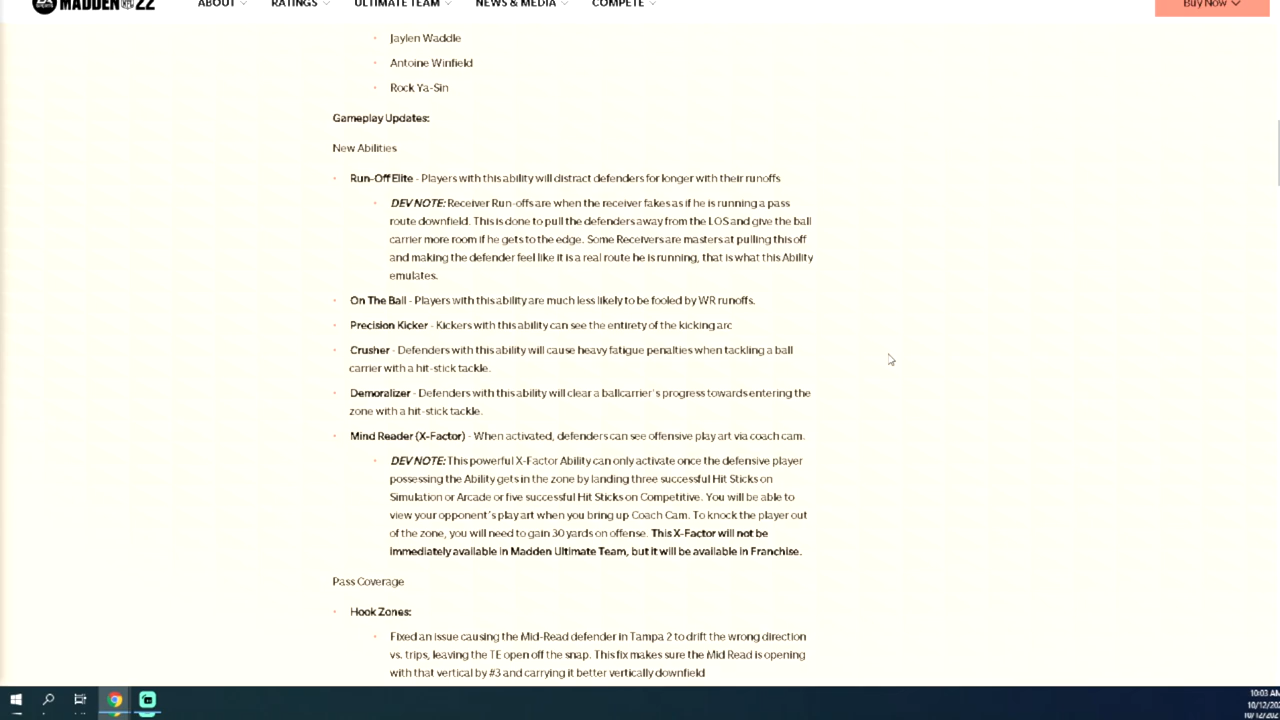 MADDEN NFL 22 ABOUT RATINGS ULTIMATE TEAM NEWS & MEDIA COMPETE Buy Now
Jaylen Waddle
Antoine Winfield
Rock Ya-Sin
Gameplay Updates:
New Abilities
Run-Off Elite - Players with this ability will distract defenders for longer with their runoffs
DEV NOTE: Receiver Run-offs are when the receiver fakes as if he is running a pass
route downfield. This is done to pull the defenders away from the LOS and give the ball
carrier more room if he gets to the edge. Some Receivers are masters at pulling this off
and making the defender feel like it is a real route he is running, that is what this Ability
emulates.
On The Ball - Players with this ability are much less likely to be fooled by WR runoffs.
Precision Kicker - Kickers with this ability can see the entirety of the kicking arc
Crusher - Defenders with this ability will cause heavy fatigue penalties when tackling a ball
carrier with a hit-stick tackle.
Demoralizer - Defenders with this ability will clear a ballcarrier's progress towards entering the
zone with a hit-stick tackle.
Mind Reader (X-Factor) - When activated, defenders can see offensive play art via coach cam.
DEV NOTE: This powerful X-Factor Ability can only activate once the defensive player
possessing the Ability gets in the zone by landing three successful Hit Sticks on
Simulation or Arcade or five successful Hit Sticks on Competitive. You will be able to
view your opponent's play art when you bring up Coach Cam. To knock the player out
of the zone, you will need to gain 30 yards on offense. This X-Factor will not be
immediately available in Madden Ultimate Team, but it will be available in Franchise.
Pass Coverage
Hook Zones:
Fixed an issue causing the Mid-Read defender in Tampa 2 to drift the wrong direction
vs. trips, leaving the TE open off the snap. This fix makes sure the Mid Read is opening
with that vertical by #3 and carrying it better vertically downfield
10:03 AM
10/12/202
10/12/202